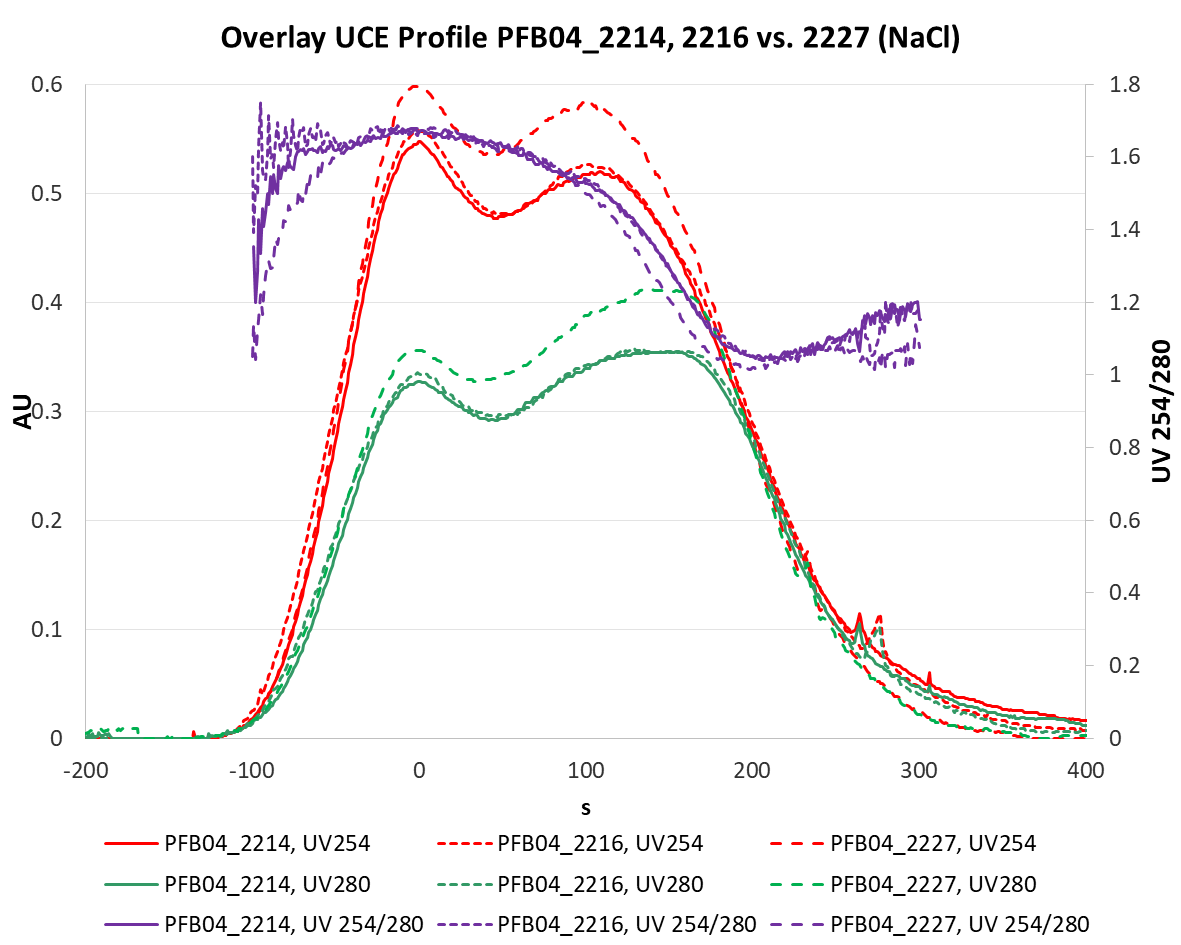 Overlay UCE Profile PFB04_2214, 2216 vs. 2227 (NaCl)
0.6
0.5
0.4
0.3
0.2
0.1
0
AU
1.8
1.6
1.4
1.2
1
0.8
0.6
0.4
0.2
0
UV 254/280
-200 -100 0 100 200 300 400
s
PFB04_2214, UV254 PFB04_2216, UV254 PFB04_2227, UV254
PFB04_2214, UV280 PFB04_2216, UV280 PFB04_2227, UV280
PFB04_2214, UV 254/280 PFB04_2216, UV 254/280 PFB04_2227, UV 254/280